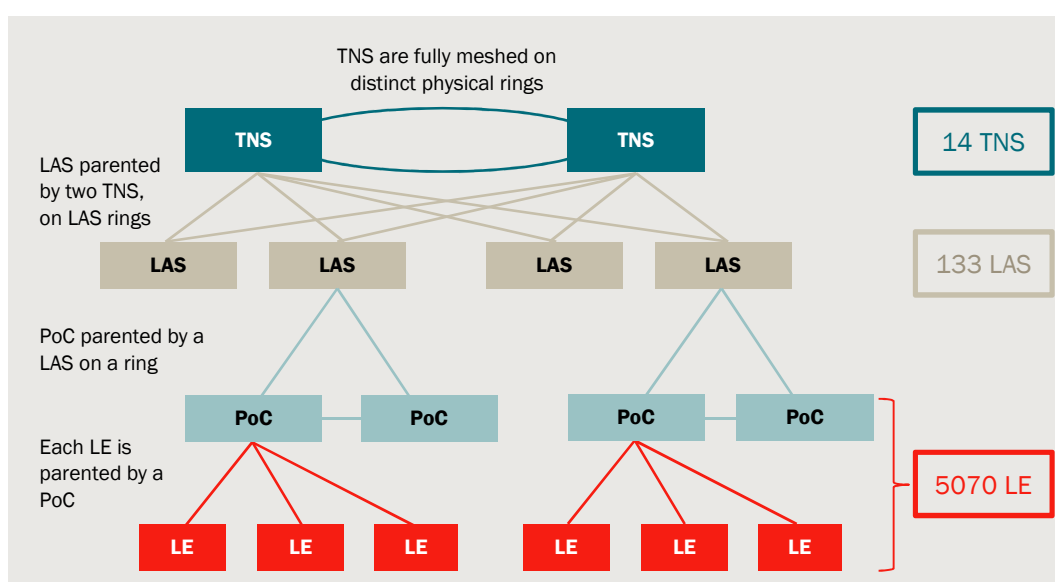 TNS are fully meshed on
distinct physical rings
TNS
TNS
14 TNS
LAS parented
by two TNS,
on LAS rings
LAS
LAS
LAS
LAS
133 LAS
PoC parented by a
LAS on a ring
PoC
PoC
PoC
PoC
Each LE is
parented by a
PoC
5070 LE
LE
LE
LE
LE
LE
LE